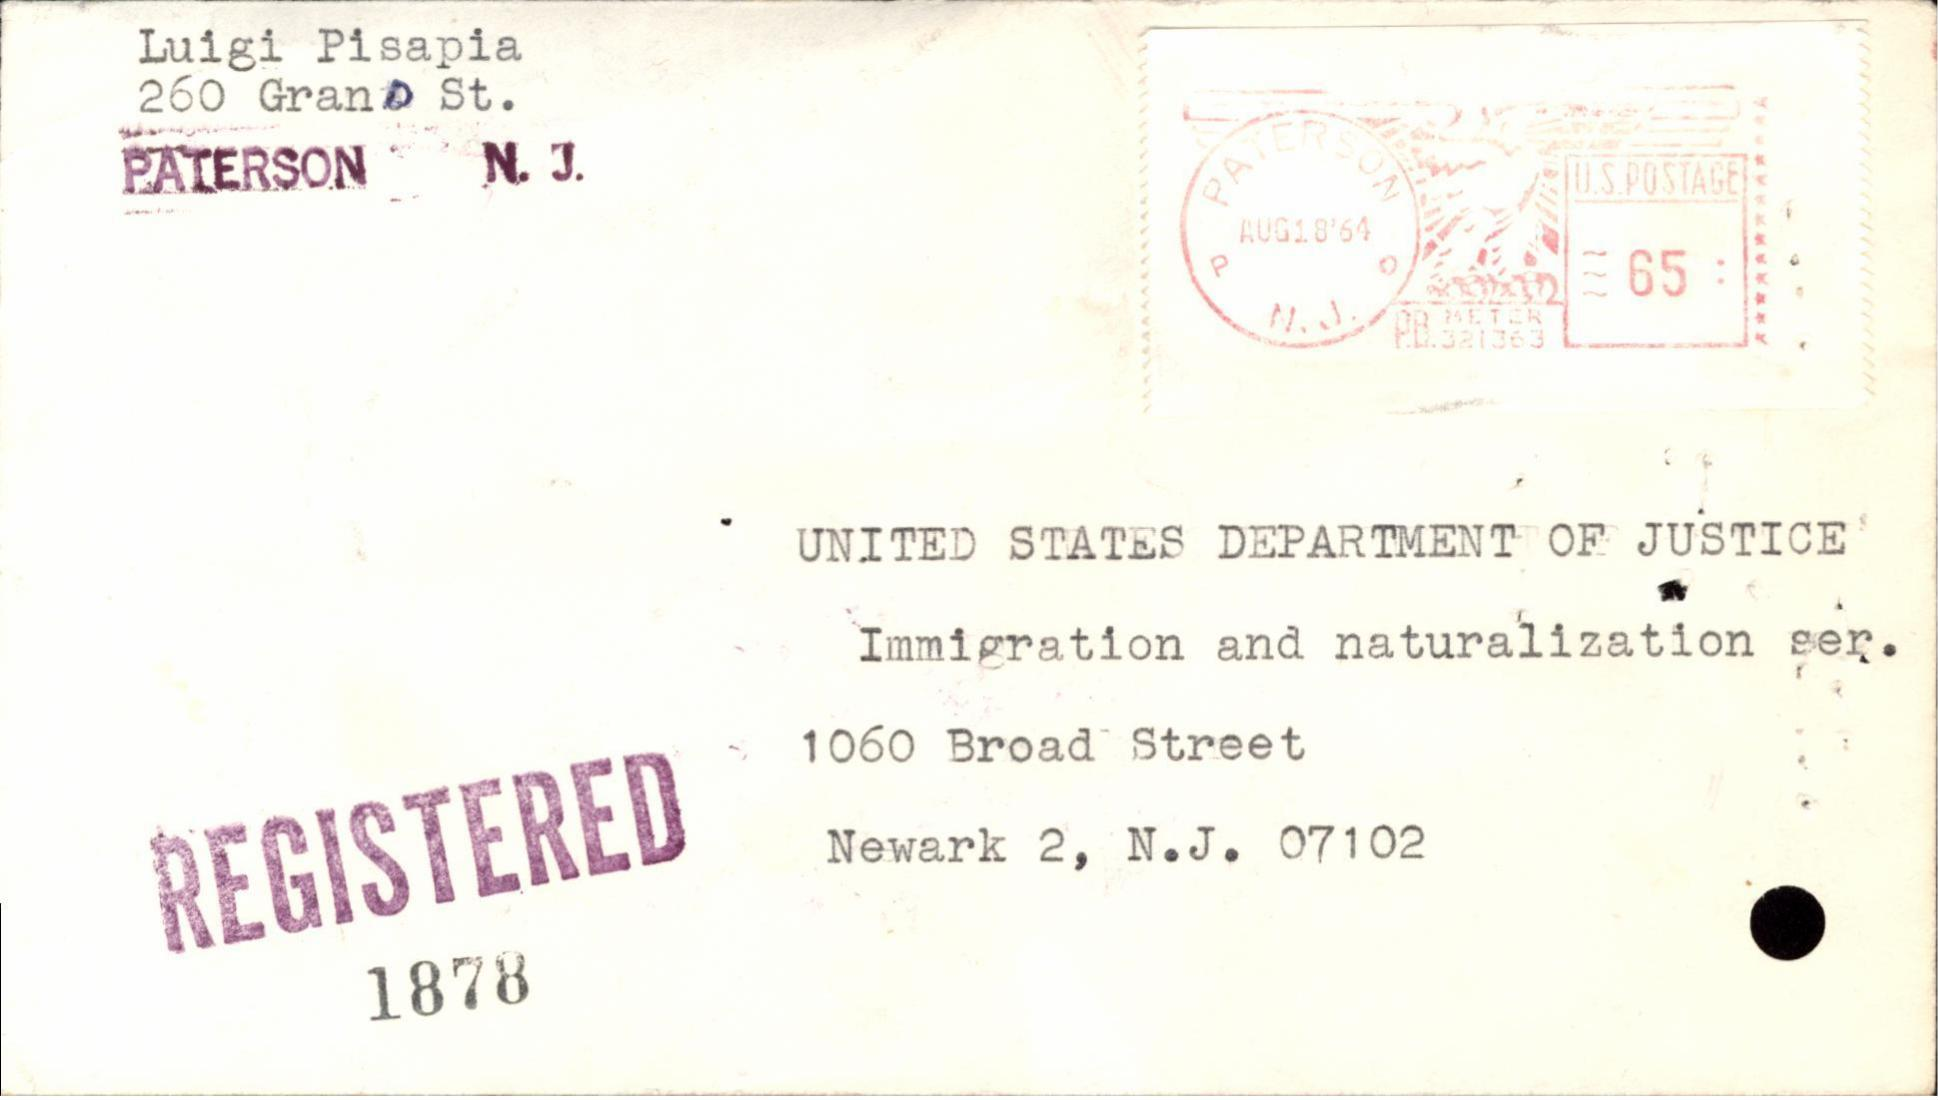 Luigi Pisapia
260 GranD St.
PATERSON N. J.
PATERSON
AUG 18 '64
P O
N. J.
P.B. METER
321363
U.S. POSTAGE
65
UNITED STATES DEPARTMENT OF JUSTICE
Immigration and naturalization ser.
1060 Broad Street
Newark 2, N.J. 07102
REGISTERED
1878